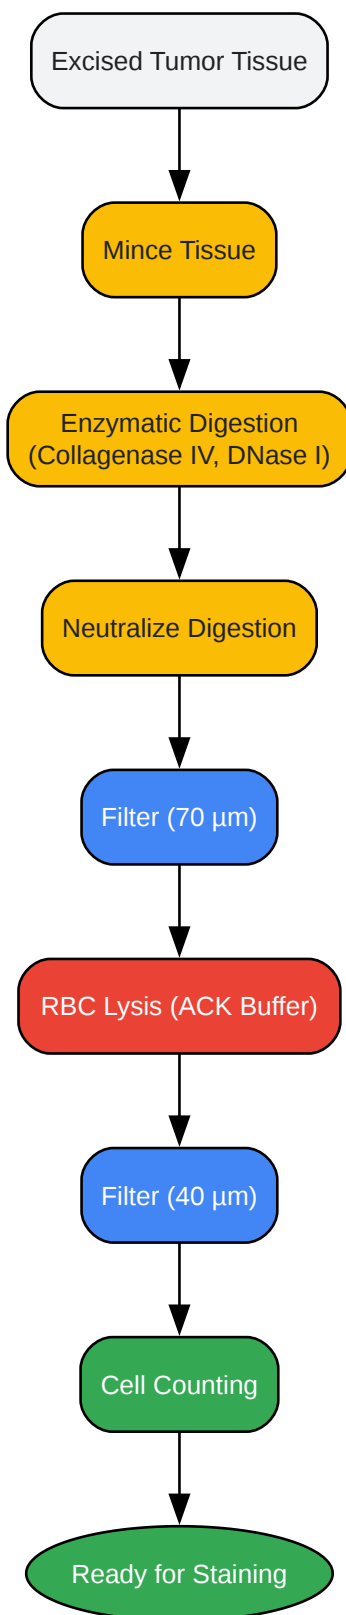 Excised Tumor Tissue
Mince Tissue
Enzymatic Digestion
(Collagenase IV, DNase I)
Neutralize Digestion
Filter (70 µm)
RBC Lysis (ACK Buffer)
Filter (40 µm)
Cell Counting
Ready for Staining